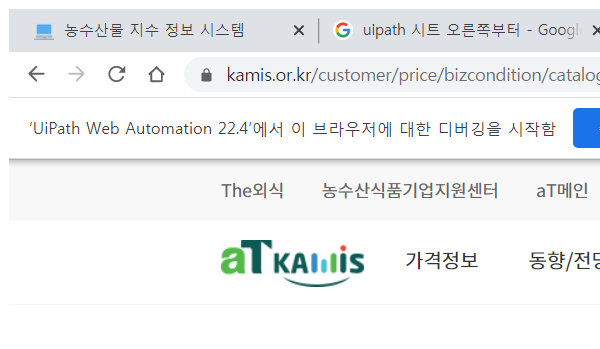 농수산물 지수 정보 시스템
uipath 시트 오른쪽부터 - Google
kamis.or.kr/customer/price/bizcondition/catalog
'UiPath Web Automation 22.4'에서 이 브라우저에 대한 디버깅을 시작함
The외식 농수산식품기업지원센터 aT메인
aT KAMIS 가격정보 동향/전망